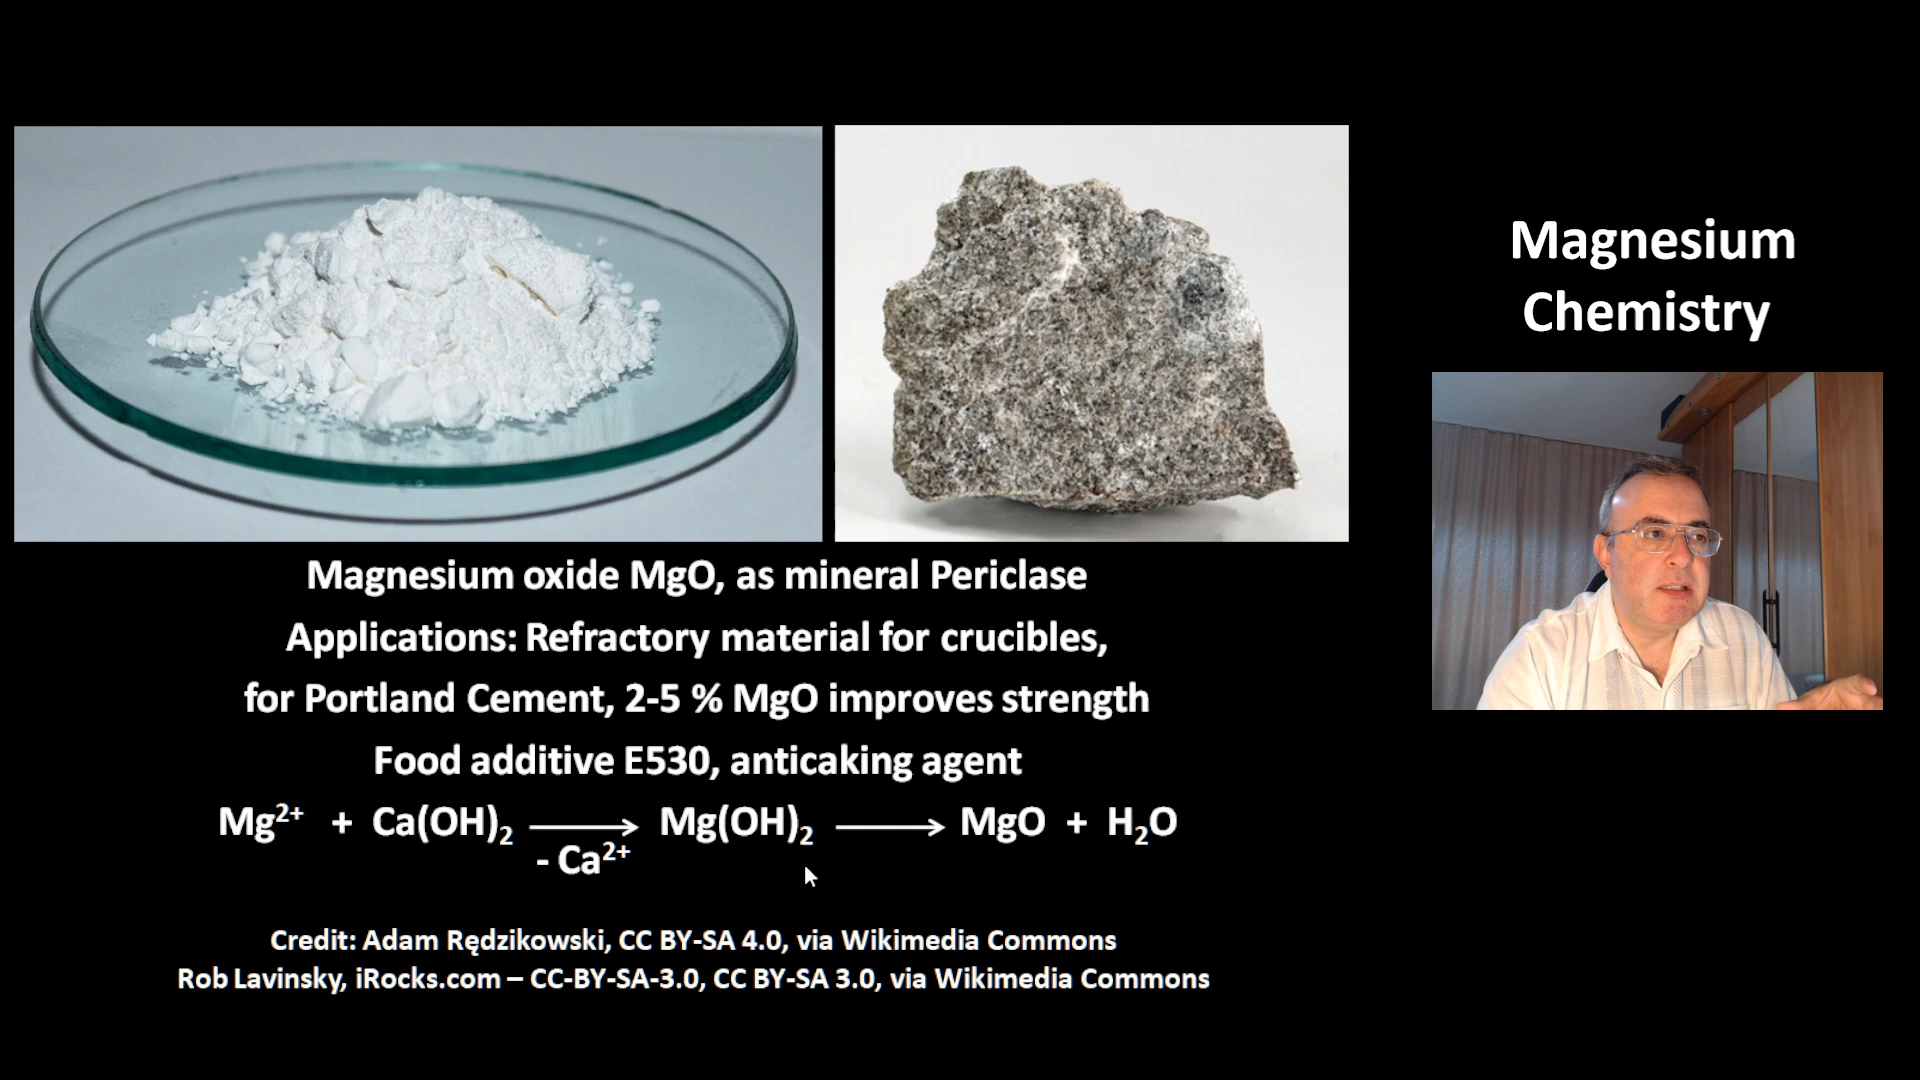 Magnesium
Chemistry
Magnesium oxide MgO, as mineral Periclase
Applications: Refractory material for crucibles,
for Portland Cement, 2-5 % MgO improves strength
Food additive E530, anticaking agent
Mg²⁺ + Ca(OH)₂ ⟶ Mg(OH)₂ ⟶ MgO + H₂O
- Ca²⁺
Credit: Adam Rędzikowski, CC BY-SA 4.0, via Wikimedia Commons
Rob Lavinsky, iRocks.com – CC-BY-SA-3.0, CC BY-SA 3.0, via Wikimedia Commons